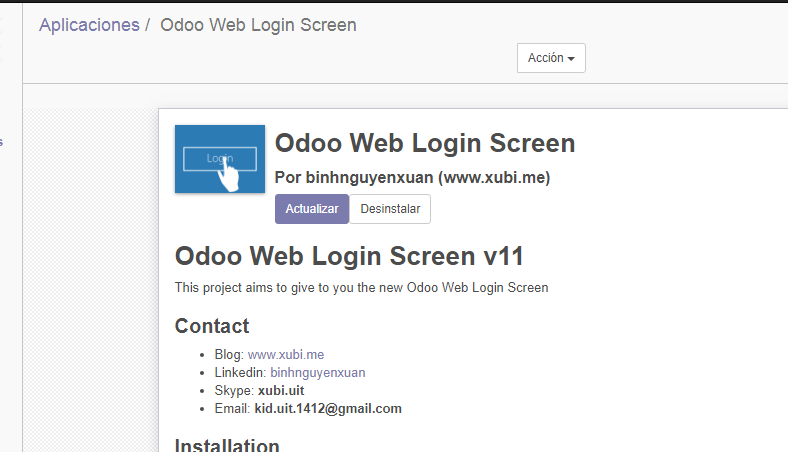 Aplicaciones / Odoo Web Login Screen
Acción
Login
Odoo Web Login Screen
Por binhnguyenxuan (www.xubi.me)
Actualizar Desinstalar
Odoo Web Login Screen v11
This project aims to give to you the new Odoo Web Login Screen
Contact
Blog: www.xubi.me
Linkedin: binhnguyenxuan
Skype: xubi.uit
Email: kid.uit.1412@gmail.com
Installation